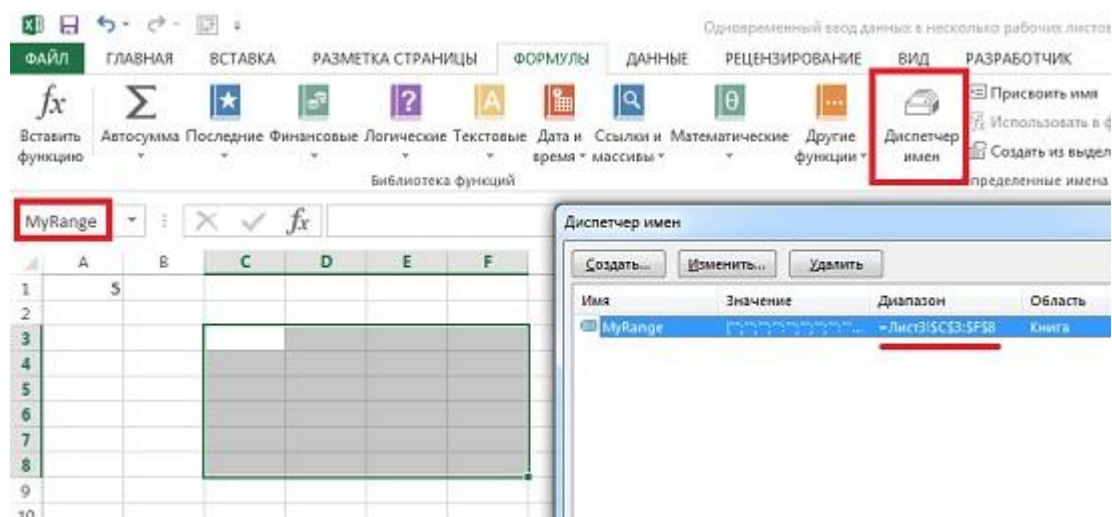 Одновременный ввод данных в несколько рабочих листов
ФАЙЛ ГЛАВНАЯ ВСТАВКА РАЗМЕТКА СТРАНИЦЫ ФОРМУЛЫ ДАННЫЕ РЕЦЕНЗИРОВАНИЕ ВИД РАЗРАБОТЧИК
fx Вставить функцию
Σ Автосумма
Последние
Финансовые
? Логические
A Текстовые
Дата и время
Ссылки и массивы
θ Математические
Другие функции
Диспетчер имен
Присвоить имя
Использовать в ф
Создать из выдел
Библиотека функций
пределенные имена
MyRange fx
A B C D E F
1 5
2
3
4
5
6
7
8
9
10
Диспетчер имен
Создать... Изменить... Удалить
Имя Значение Диапазон Область
MyRange =Лист3!$C$3:$F$8 Книга